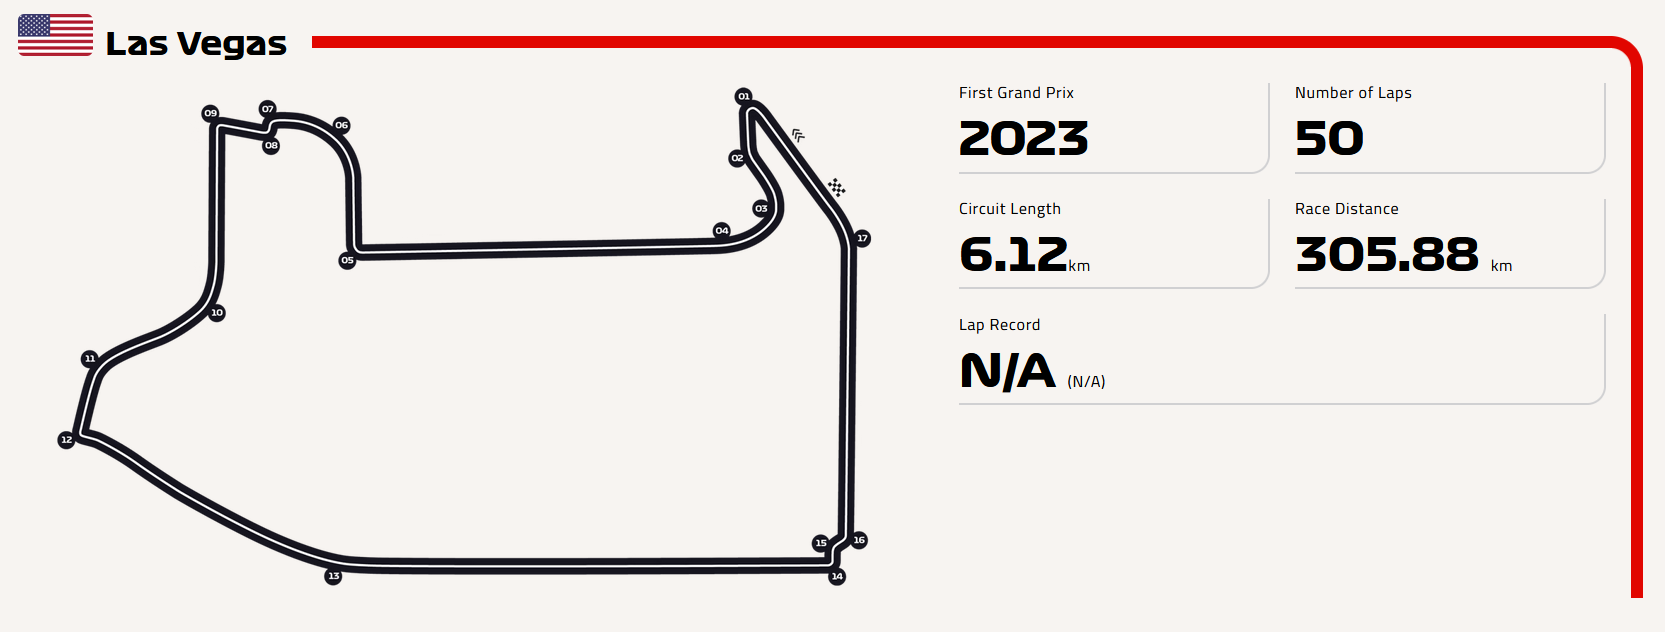 Las Vegas
01
02
03
04
05
06
07
08
09
10
11
12
13
14
15
16
17
First Grand Prix
2023
Number of Laps
50
Circuit Length
6.12km
Race Distance
305.88 km
Lap Record
N/A (N/A)